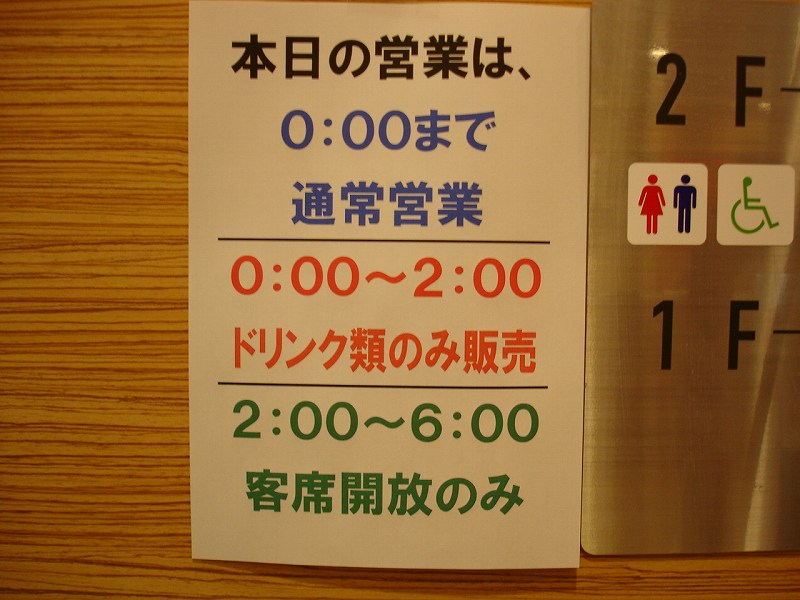 本日の営業は、
0:00まで
通常営業
0:00～2:00
ドリンク類のみ販売
2:00～6:00
客席開放のみ
2 F
1 F